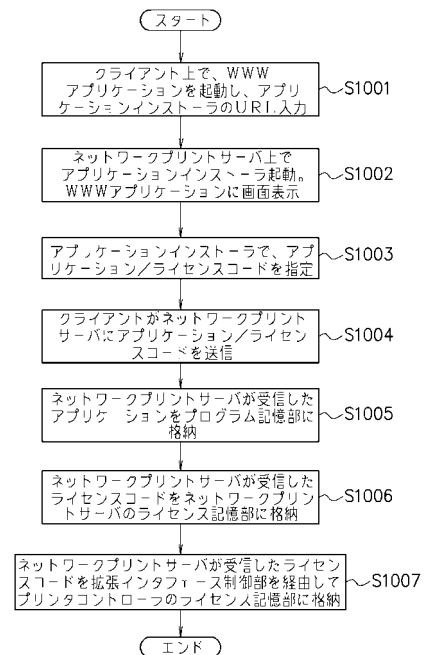 スタート
クライアント上で、WWW
アプリケーションを起動し、アプリ
ケーションインストーラのURL入力
S1001
ネットワークプリントサーバ上で
アプリケーションインストーラ起動。
WWWアプリケーションに画面表示
S1002
アプリケーションインストーラで、アプ
リケーション/ライセンスコードを指定
S1003
クライアントがネットワークプリント
サーバにアプリケーション/ライセン
スコードを送信
S1004
ネットワークプリントサーバが受信した
アプリケーションをプログラム記憶部に
格納
S1005
ネットワークプリントサーバが受信した
ライセンスコードをネットワークプリン
トサーバのライセンス記憶部に格納
S1006
ネットワークプリントサーバが受信したライセン
スコードを拡張インタフェース制御部を経由して
プリンタコントローラのライセンス記憶部に格納
S1007
エンド